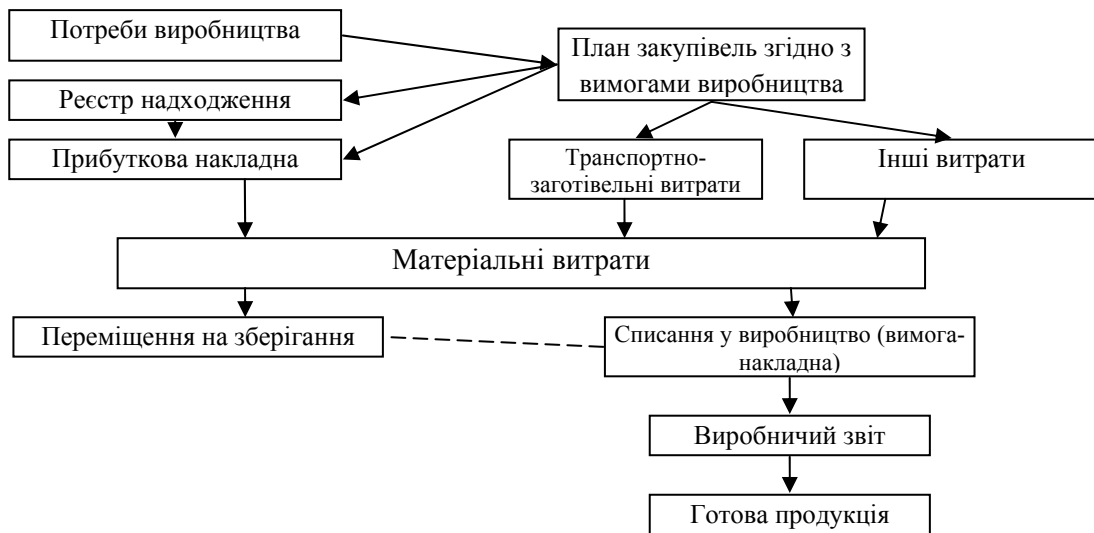 Потреби виробництва
План закупівель згідно з
вимогами виробництва
Реєстр надходження
Прибуткова накладна
Транспортно-
заготівельні витрати
Інші витрати
Матеріальні витрати
Переміщення на зберігання
Списання у виробництво (вимога-
накладна)
Виробничий звіт
Готова продукція